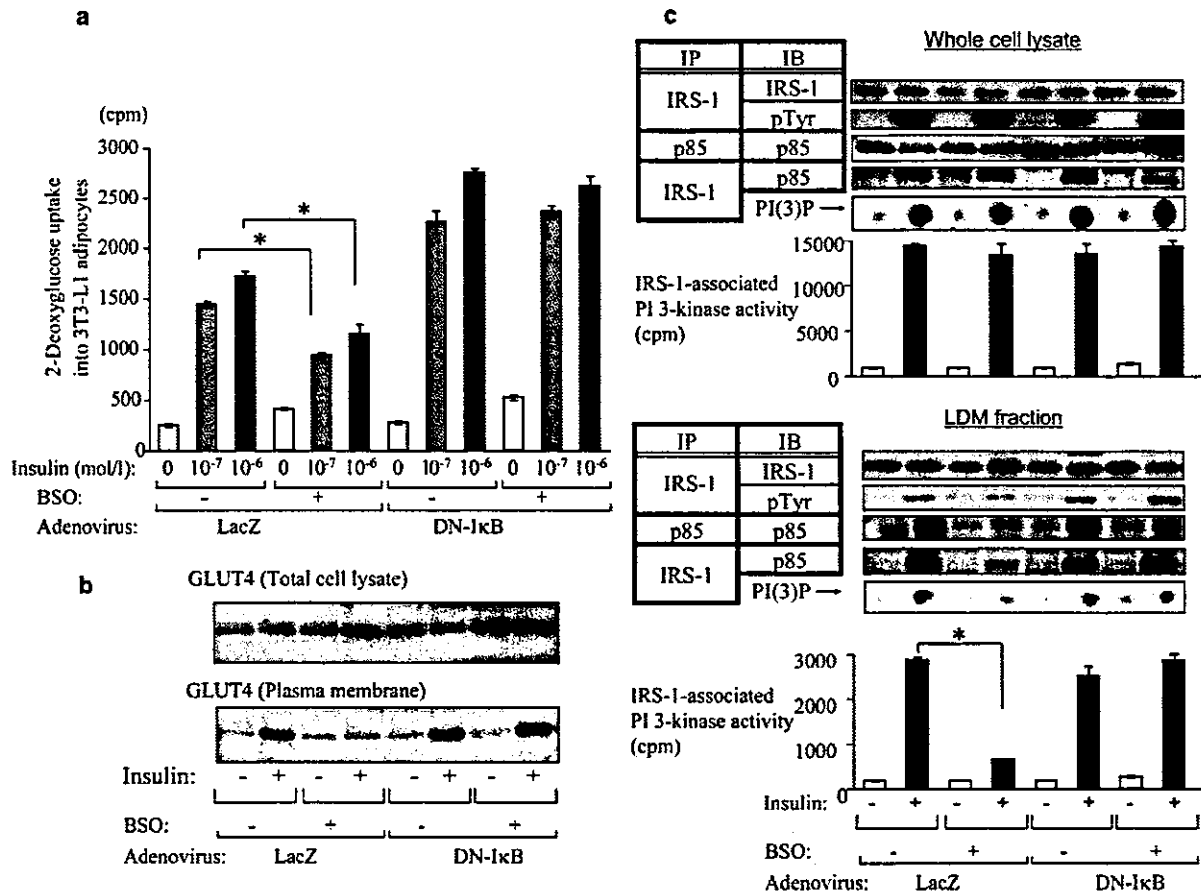 a
(cpm)
2-Deoxyglucose uptake
into 3T3-L1 adipocytes
3000
2500
2000
1500
1000
500
0
*
*
Insulin (mol/l): 0 10⁻⁷ 10⁻⁶ 0 10⁻⁷ 10⁻⁶ 0 10⁻⁷ 10⁻⁶ 0 10⁻⁷ 10⁻⁶
BSO: - + - +
Adenovirus: LacZ DN-IκB
b
GLUT4 (Total cell lysate)
GLUT4 (Plasma membrane)
Insulin: - + - + - + - +
BSO: - + - +
Adenovirus: LacZ DN-IκB
c
Whole cell lysate
IP IB
IRS-1 IRS-1
pTyr
p85 p85
IRS-1 p85
PI(3)P →
IRS-1-associated
PI 3-kinase activity
(cpm)
15000
10000
5000
0
LDM fraction
IP IB
IRS-1 IRS-1
pTyr
p85 p85
IRS-1 p85
PI(3)P →
IRS-1-associated
PI 3-kinase activity
(cpm)
3000
2000
1000
0
*
Insulin: - + - + - + - +
BSO: - + - +
Adenovirus: LacZ DN-IκB